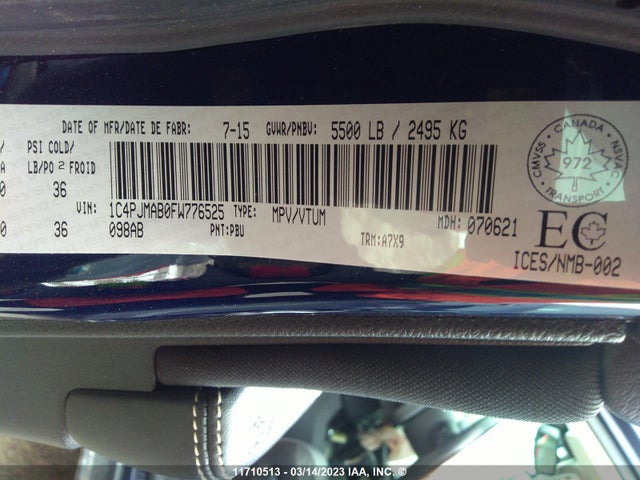 DATE OF MFR/DATE DE FABR: 7-15 GVWR/PNBV: 5500 LB / 2495 KG
PSI COLD/
LB/PO 2 FROID
36
VIN: 1C4PJMAB0FW776525 TYPE: MPV/VTUM MDH: 070621
36 098AB PNT:PBU TRM:A7X9
CANADA
CMVSS 972 NSVAC
EC
ICES/NMB-002
11710513 - 03/14/2023 IAA, INC. ©